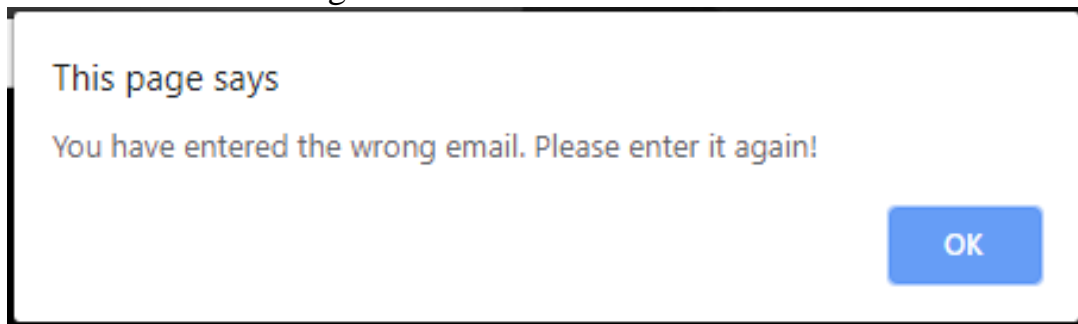 This page says
You have entered the wrong email. Please enter it again!
OK